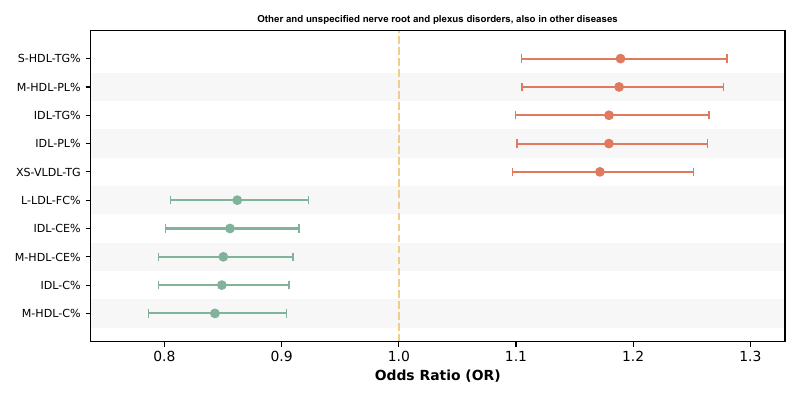 Other and unspecified nerve root and plexus disorders, also in other diseases
S-HDL-TG%
M-HDL-PL%
IDL-TG%
IDL-PL%
XS-VLDL-TG
L-LDL-FC%
IDL-CE%
M-HDL-CE%
IDL-C%
M-HDL-C%
0.8 0.9 1.0 1.1 1.2 1.3
Odds Ratio (OR)